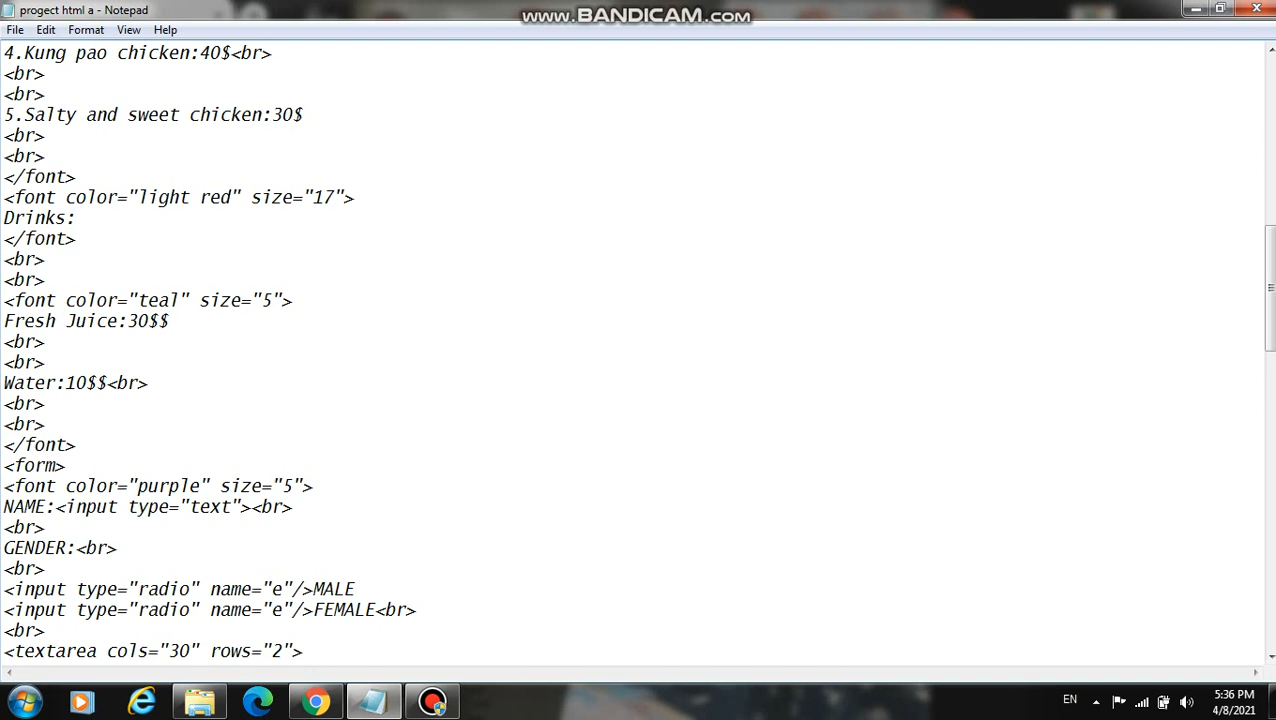 progect html a - Notepad
www.BANDICAM.com
File Edit Format View Help
4.Kung pao chicken:40$<br>
<br>
<br>
5.Salty and sweet chicken:30$
<br>
<br>
</font>
<font color="light red" size="17">
Drinks:
</font>
<br>
<br>
<font color="teal" size="5">
Fresh Juice:30$$
<br>
<br>
Water:10$$<br>
<br>
<br>
</font>
<form>
<font color="purple" size="5">
NAME:<input type="text"><br>
<br>
GENDER:<br>
<br>
<input type="radio" name="e"/>MALE
<input type="radio" name="e"/>FEMALE<br>
<br>
<textarea cols="30" rows="2">
EN
5:36 PM
4/8/2021